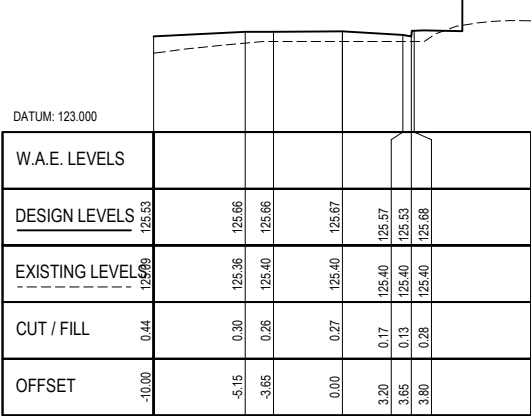 DATUM: 123.000
W.A.E. LEVELS
DESIGN LEVELS 125.53 125.66 125.66 125.67 125.57 125.53 125.68
EXISTING LEVELS 125.09 125.36 125.40 125.40 125.40 125.40 125.40
CUT / FILL 0.44 0.30 0.26 0.27 0.17 0.13 0.28
OFFSET -10.00 -5.15 -3.65 0.00 3.20 3.65 3.80